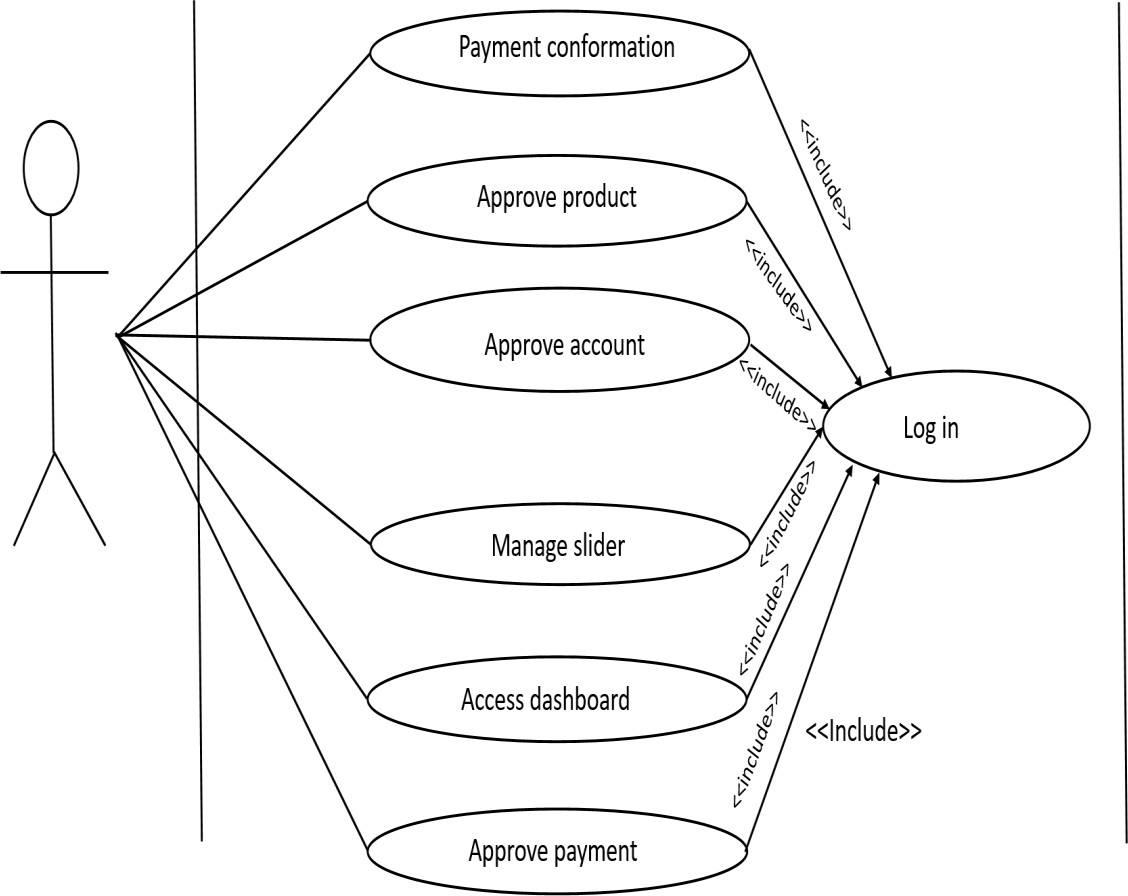 Payment conformation
<<include>>
Approve product
<<include>>
Approve account
<<include>>
Log in
Manage slider
<<include>>
<<include>>
Access dashboard
<<include>>
<<Include>>
Approve payment